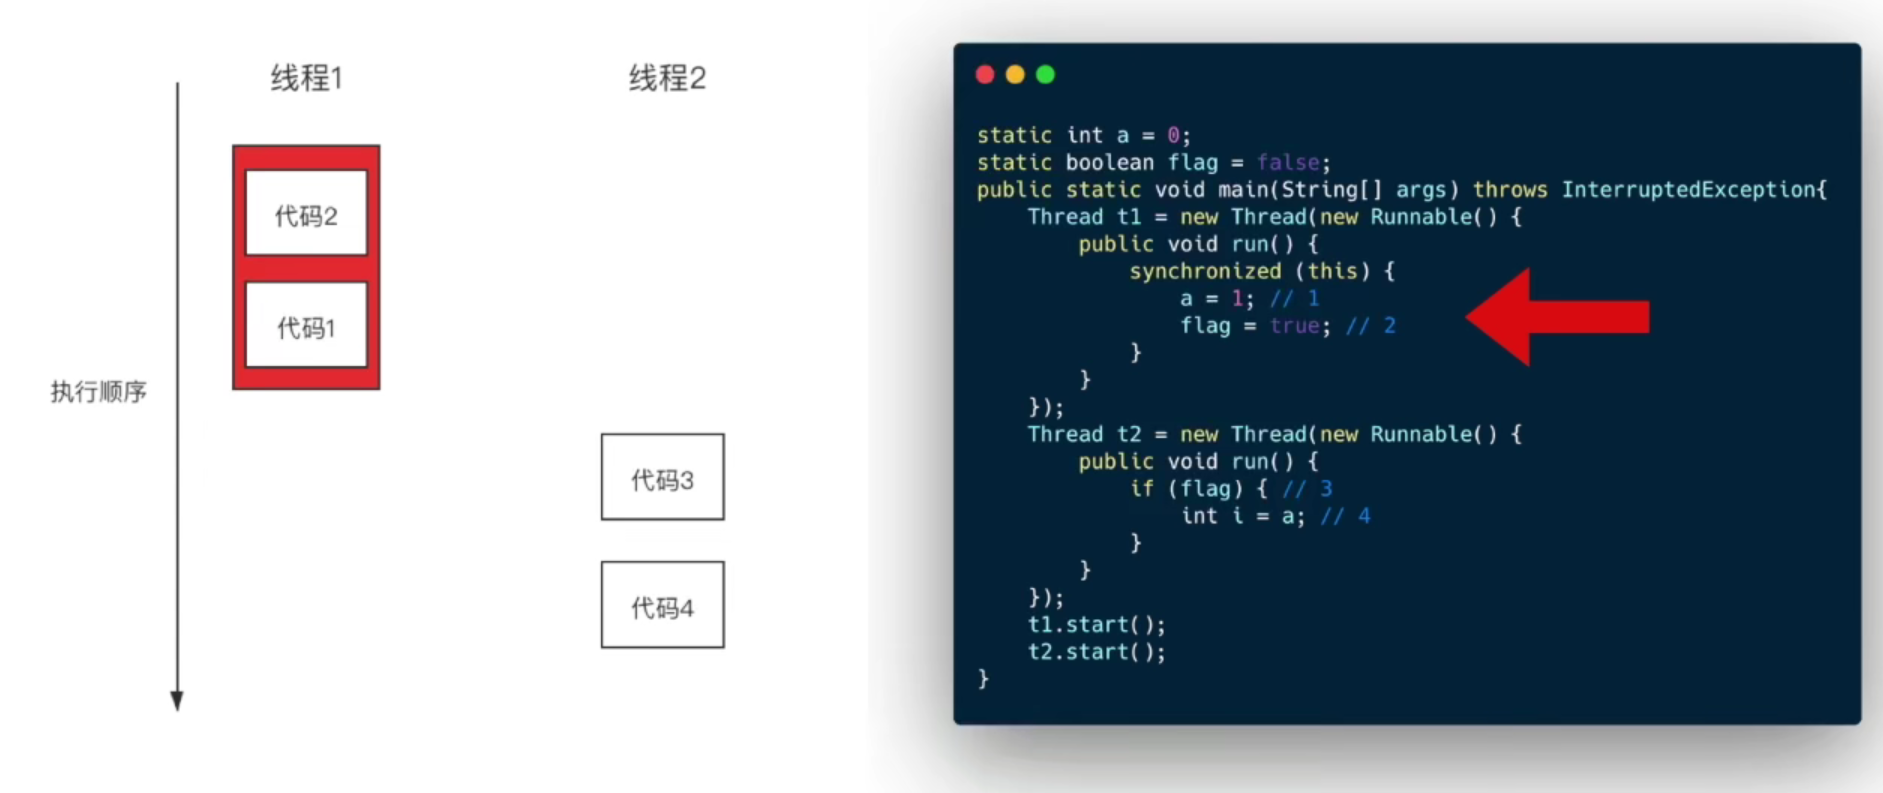 线程1
线程2
代码2
代码1
执行顺序
代码3
代码4
static int a = 0;
static boolean flag = false;
public static void main(String[] args) throws InterruptedException{
    Thread t1 = new Thread(new Runnable() {
        public void run() {
            synchronized (this) {
                a = 1; // 1
                flag = true; // 2
            }
        }
    });
    Thread t2 = new Thread(new Runnable() {
        public void run() {
            if (flag) { // 3
                int i = a; // 4
            }
        }
    });
    t1.start();
    t2.start();
}